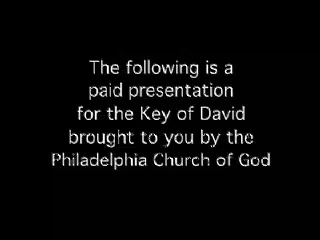 The following is a
paid presentation
for the Key of David
brought to you by the
Philadelphia Church of God